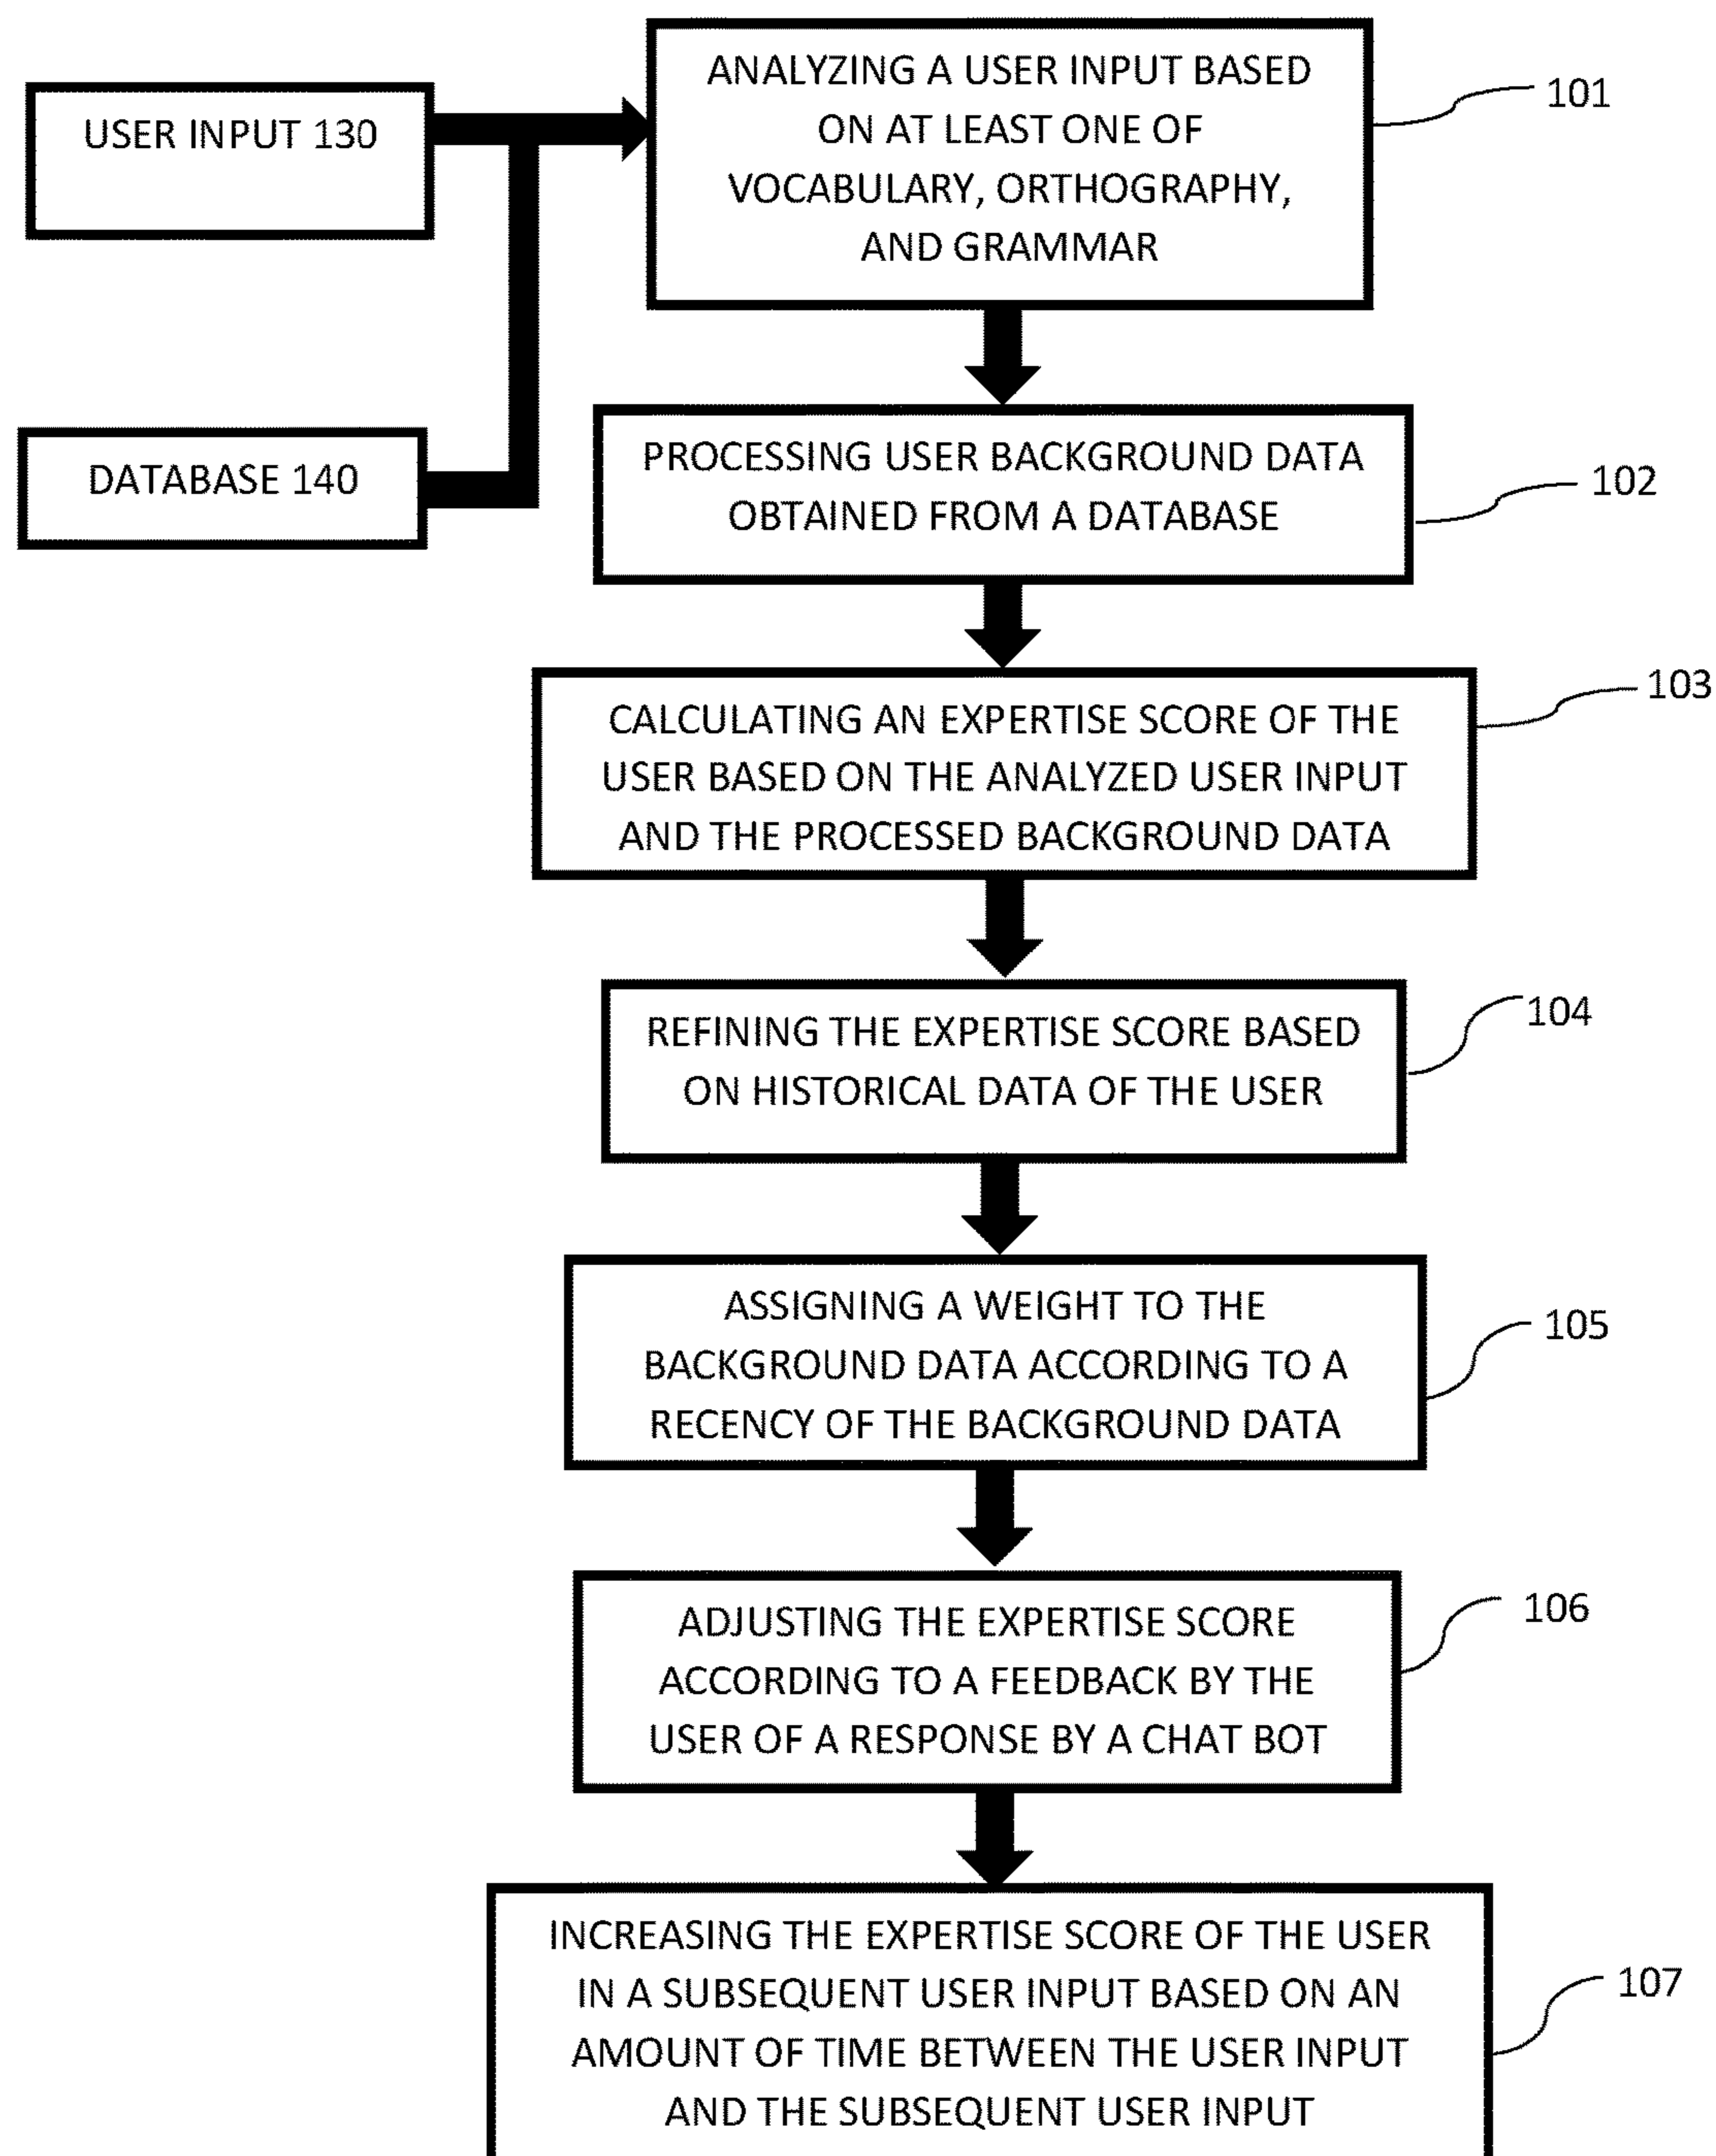 USER INPUT 130
DATABASE 140
ANALYZING A USER INPUT BASED
ON AT LEAST ONE OF
VOCABULARY, ORTHOGRAPHY,
AND GRAMMAR
101
PROCESSING USER BACKGROUND DATA
OBTAINED FROM A DATABASE
102
CALCULATING AN EXPERTISE SCORE OF THE
USER BASED ON THE ANALYZED USER INPUT
AND THE PROCESSED BACKGROUND DATA
103
REFINING THE EXPERTISE SCORE BASED
ON HISTORICAL DATA OF THE USER
104
ASSIGNING A WEIGHT TO THE
BACKGROUND DATA ACCORDING TO A
RECENCY OF THE BACKGROUND DATA
105
ADJUSTING THE EXPERTISE SCORE
ACCORDING TO A FEEDBACK BY THE
USER OF A RESPONSE BY A CHAT BOT
106
INCREASING THE EXPERTISE SCORE OF THE USER
IN A SUBSEQUENT USER INPUT BASED ON AN
AMOUNT OF TIME BETWEEN THE USER INPUT
AND THE SUBSEQUENT USER INPUT
107